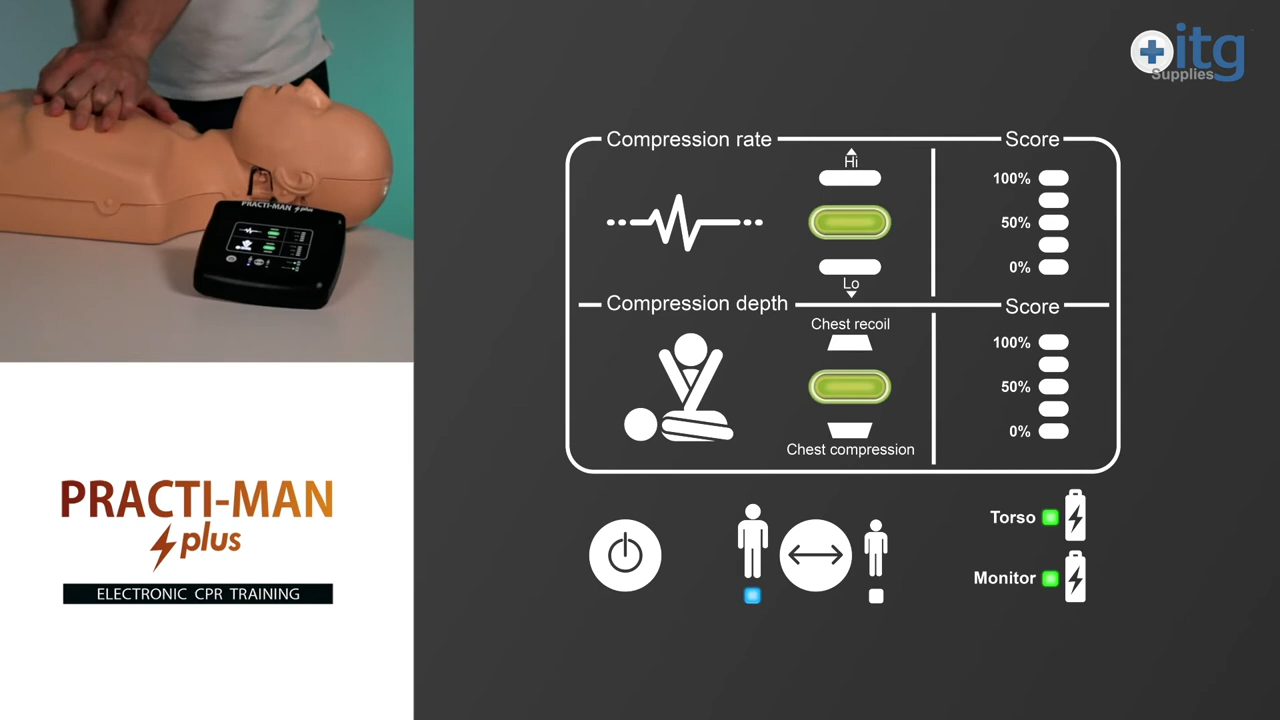 itg
Supplies
PRACTI-MAN plus
Compression rate
Hi
Lo
Score
100%
50%
0%
Compression depth
Chest recoil
Chest compression
Score
100%
50%
0%
Torso
Monitor
PRACTI-MAN
plus
ELECTRONIC CPR TRAINING